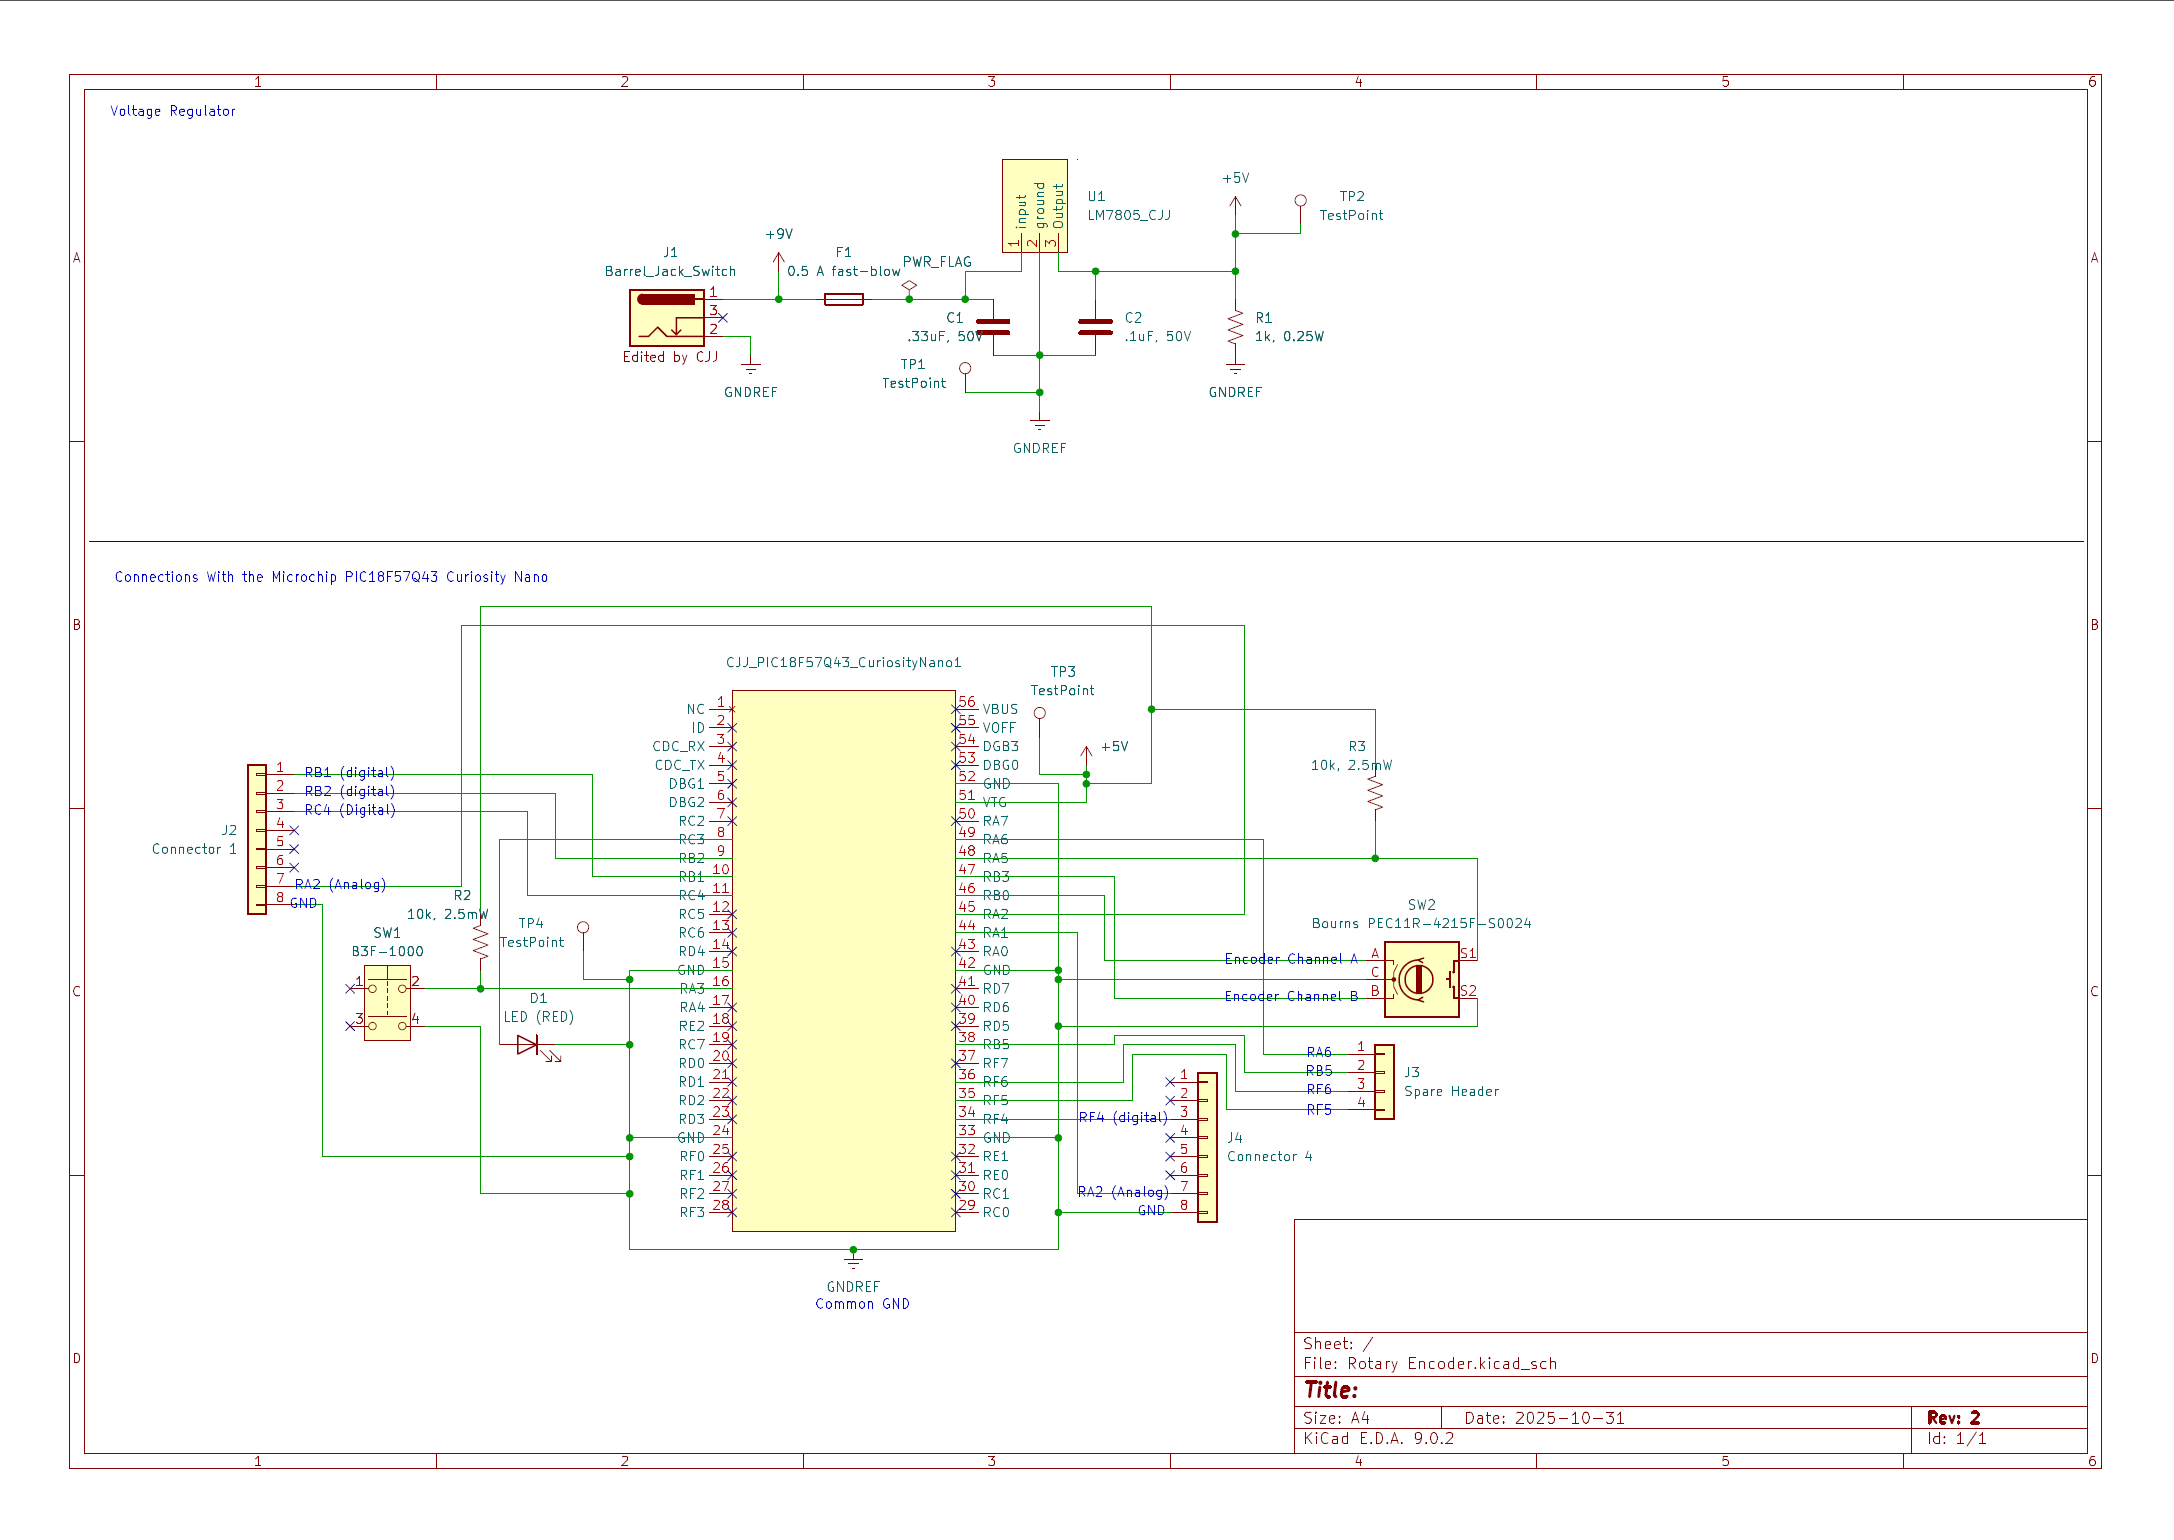 1 2 3 4 5 6
A A
B B
C C
D D
Voltage Regulator
+9V
J1
Barrel_Jack_Switch
1
3
2
Edited by CJJ
GNDREF
F1
0.5 A fast-blow
PWR_FLAG
input
ground
Output
1 2 3
U1
LM7805_CJJ
C1
.33uF, 50V
TP1
TestPoint
GNDREF
C2
.1uF, 50V
+5V
TP2
TestPoint
R1
1k, 0.25W
GNDREF
Connections With the Microchip PIC18F57Q43 Curiosity Nano
CJJ_PIC18F57Q43_CuriosityNano1
NC 1
ID 2
CDC_RX 3
CDC_TX 4
DBG1 5
DBG2 6
RC2 7
RC3 8
RB2 9
RB1 10
RC4 11
RC5 12
RC6 13
RD4 14
GND 15
RA3 16
RA4 17
RE2 18
RC7 19
RD0 20
RD1 21
RD2 22
RD3 23
GND 24
RF0 25
RF1 26
RF2 27
RF3 28
56 VBUS
55 VOFF
54 DGB3
53 DBG0
52 GND
51 VTG
50 RA7
49 RA6
48 RA5
47 RB3
46 RB0
45 RA2
44 RA1
43 RA0
42 GND
41 RD7
40 RD6
39 RD5
38 RB5
37 RF7
36 RF6
35 RF5
34 RF4
33 GND
32 RE1
31 RE0
30 RC1
29 RC0
J2
Connector 1
1 RB1 (digital)
2 RB2 (digital)
3 RC4 (Digital)
4
5
6
7 RA2 (Analog)
8 GND
R2
10k, 2.5mW
SW1
B3F-1000
1 2
3 4
TP4
TestPoint
D1
LED (RED)
TP3
TestPoint
+5V
R3
10k, 2.5mW
SW2
Bourns PEC11R-4215F-S0024
Encoder Channel A A
C
Encoder Channel B B
S1
S2
RA6 1
RB5 2
RF6 3
RF5 4
J3
Spare Header
1
2
RF4 (digital) 3
4
5
6
RA2 (Analog) 7
GND 8
J4
Connector 4
GNDREF
Common GND
Sheet: /
File: Rotary Encoder.kicad_sch
Title:
Size: A4 Date: 2025-10-31 Rev: 2
KiCad E.D.A. 9.0.2 Id: 1/1
1 2 3 4 5 6